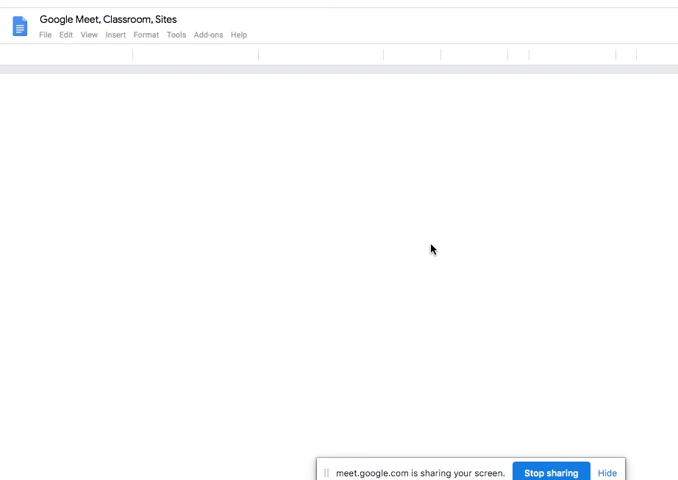 Google Meet, Classroom, Sites
File Edit View Insert Format Tools Add-ons Help
meet.google.com is sharing your screen. Stop sharing Hide